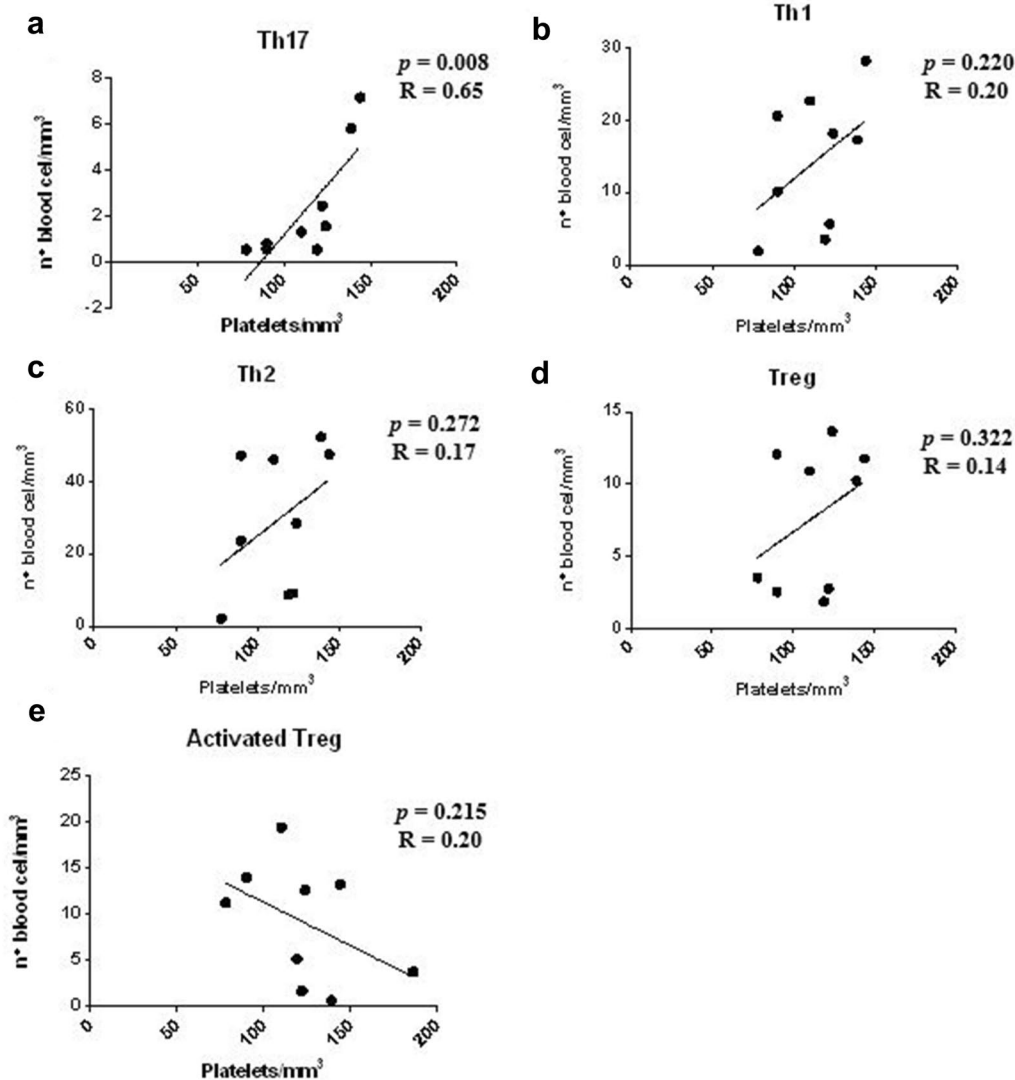 a
Th17
p = 0.008
R = 0.65
8
6
4
2
0
-2
n° blood cel/mm³
50
100
150
200
Platelets/mm³
b
Th1
p = 0.220
R = 0.20
30
20
10
0
n° blood cel/mm³
0
50
100
150
200
Platelets/mm³
c
Th2
p = 0.272
R = 0.17
60
40
20
0
n° blood cel/mm³
0
50
100
150
200
Platelets/mm³
d
Treg
p = 0.322
R = 0.14
15
10
5
0
n° blood cel/mm³
0
50
100
150
200
Platelets/mm³
e
Activated Treg
p = 0.215
R = 0.20
25
20
15
10
5
0
n° blood cel/mm³
0
50
100
150
200
Platelets/mm³